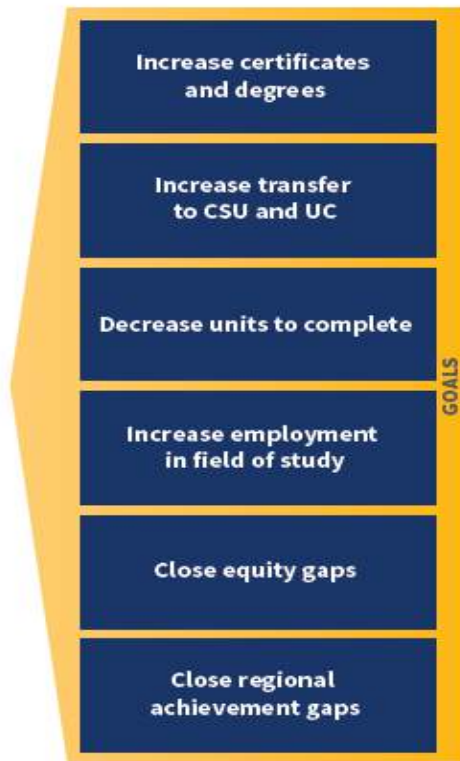 Increase certificates
and degrees
Increase transfer
to CSU and UC
Decrease units to complete
Increase employment
in field of study
Close equity gaps
Close regional
achievement gaps
GOALS